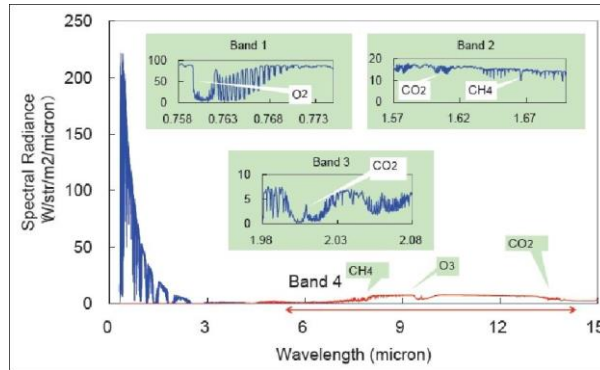 250
200
150
100
50
0
Spectral Radiance
W/str/m2/micron)
Band 1
100
50
0
O2
0.758 0.763 0.768 0.773
Band 2
20
10
0
CO2 CH4
1.57 1.62 1.67
Band 3
CO2
10
5
0
1.98 2.03 2.08
Band 4
CH4 O3 CO2
0 3 6 9 12 15
Wavelength (micron)